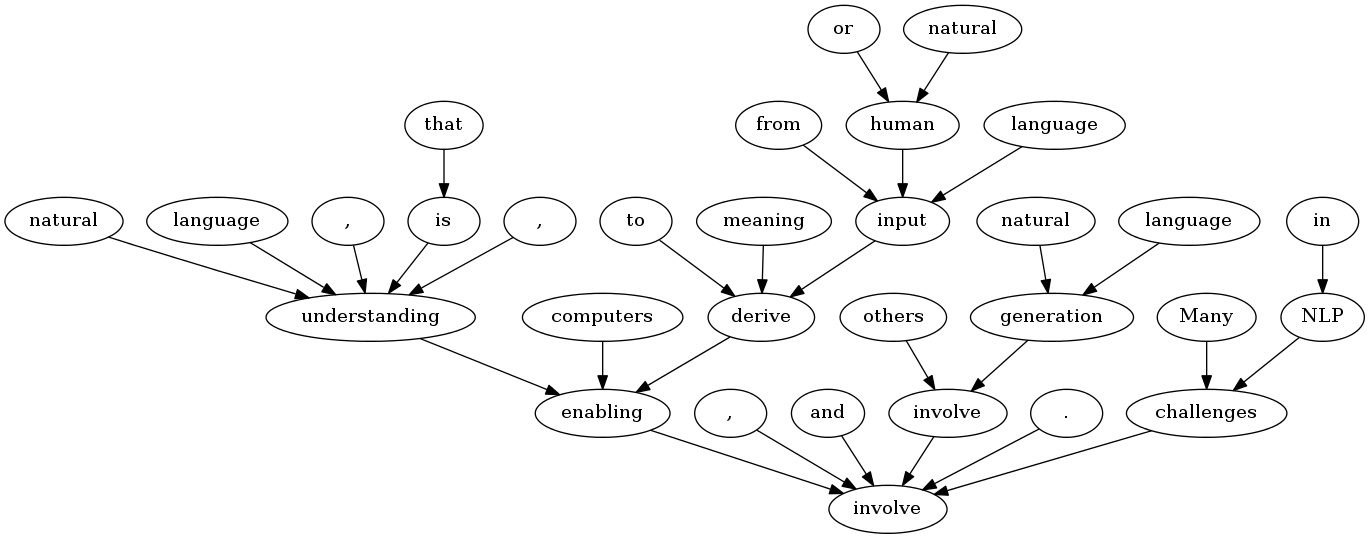 or natural
that from human language
natural language , is , to meaning input natural language in
understanding computers derive others generation Many NLP
enabling , and involve . challenges
involve